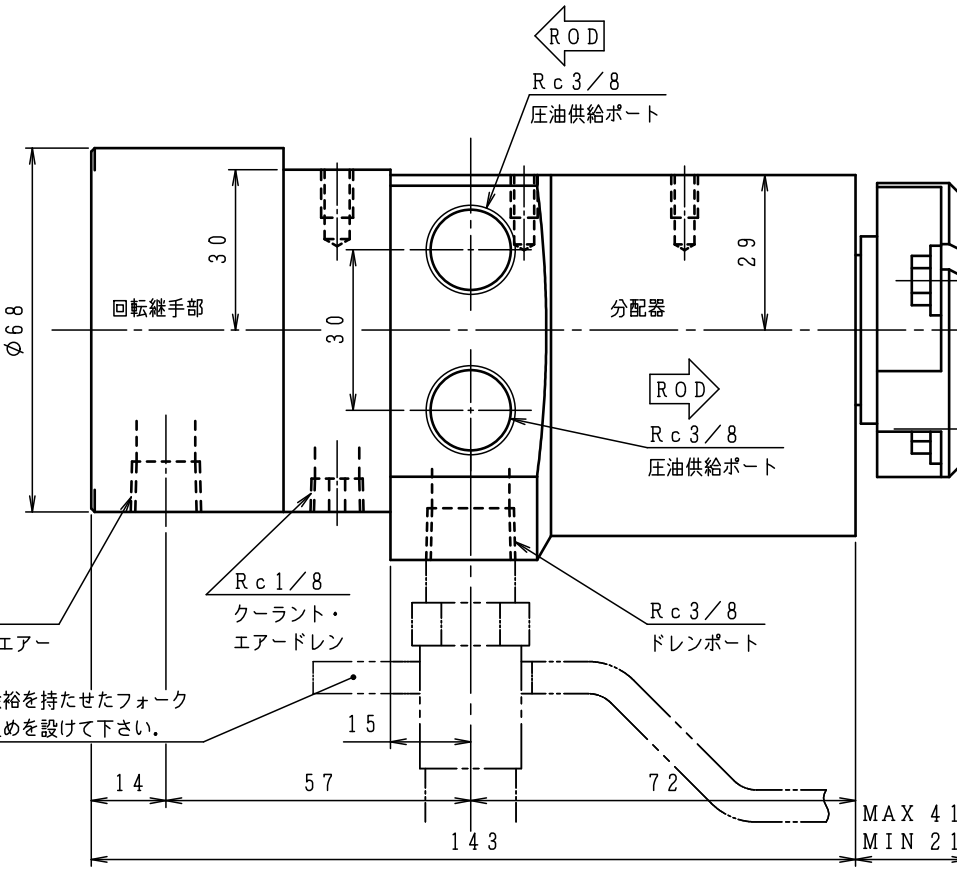 ROD
Rc3/8
圧油供給ポート
30
29
φ68
回転継手部
30
分配器
ROD
Rc3/8
圧油供給ポート
Rc1/8
クーラント・
エアードレン
Rc3/8
ドレンポート
エアー
裕を持たせたフォーク
めを設けて下さい.
15
14
57
72
MAX 41
143
MIN 21